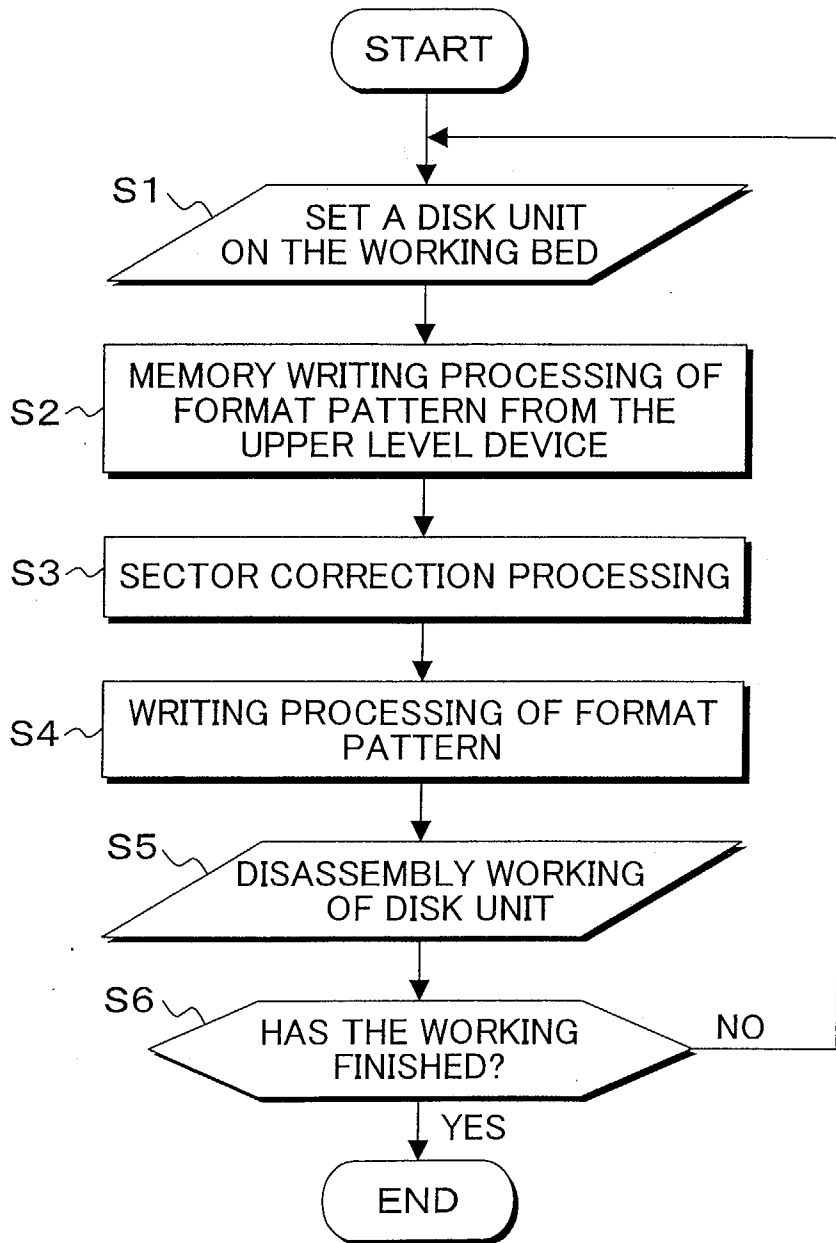 START
S1
SET A DISK UNIT
ON THE WORKING BED
S2
MEMORY WRITING PROCESSING OF
FORMAT PATTERN FROM THE
UPPER LEVEL DEVICE
S3
SECTOR CORRECTION PROCESSING
S4
WRITING PROCESSING OF FORMAT
PATTERN
S5
DISASSEMBLY WORKING
OF DISK UNIT
S6
HAS THE WORKING
FINISHED?
NO
YES
END